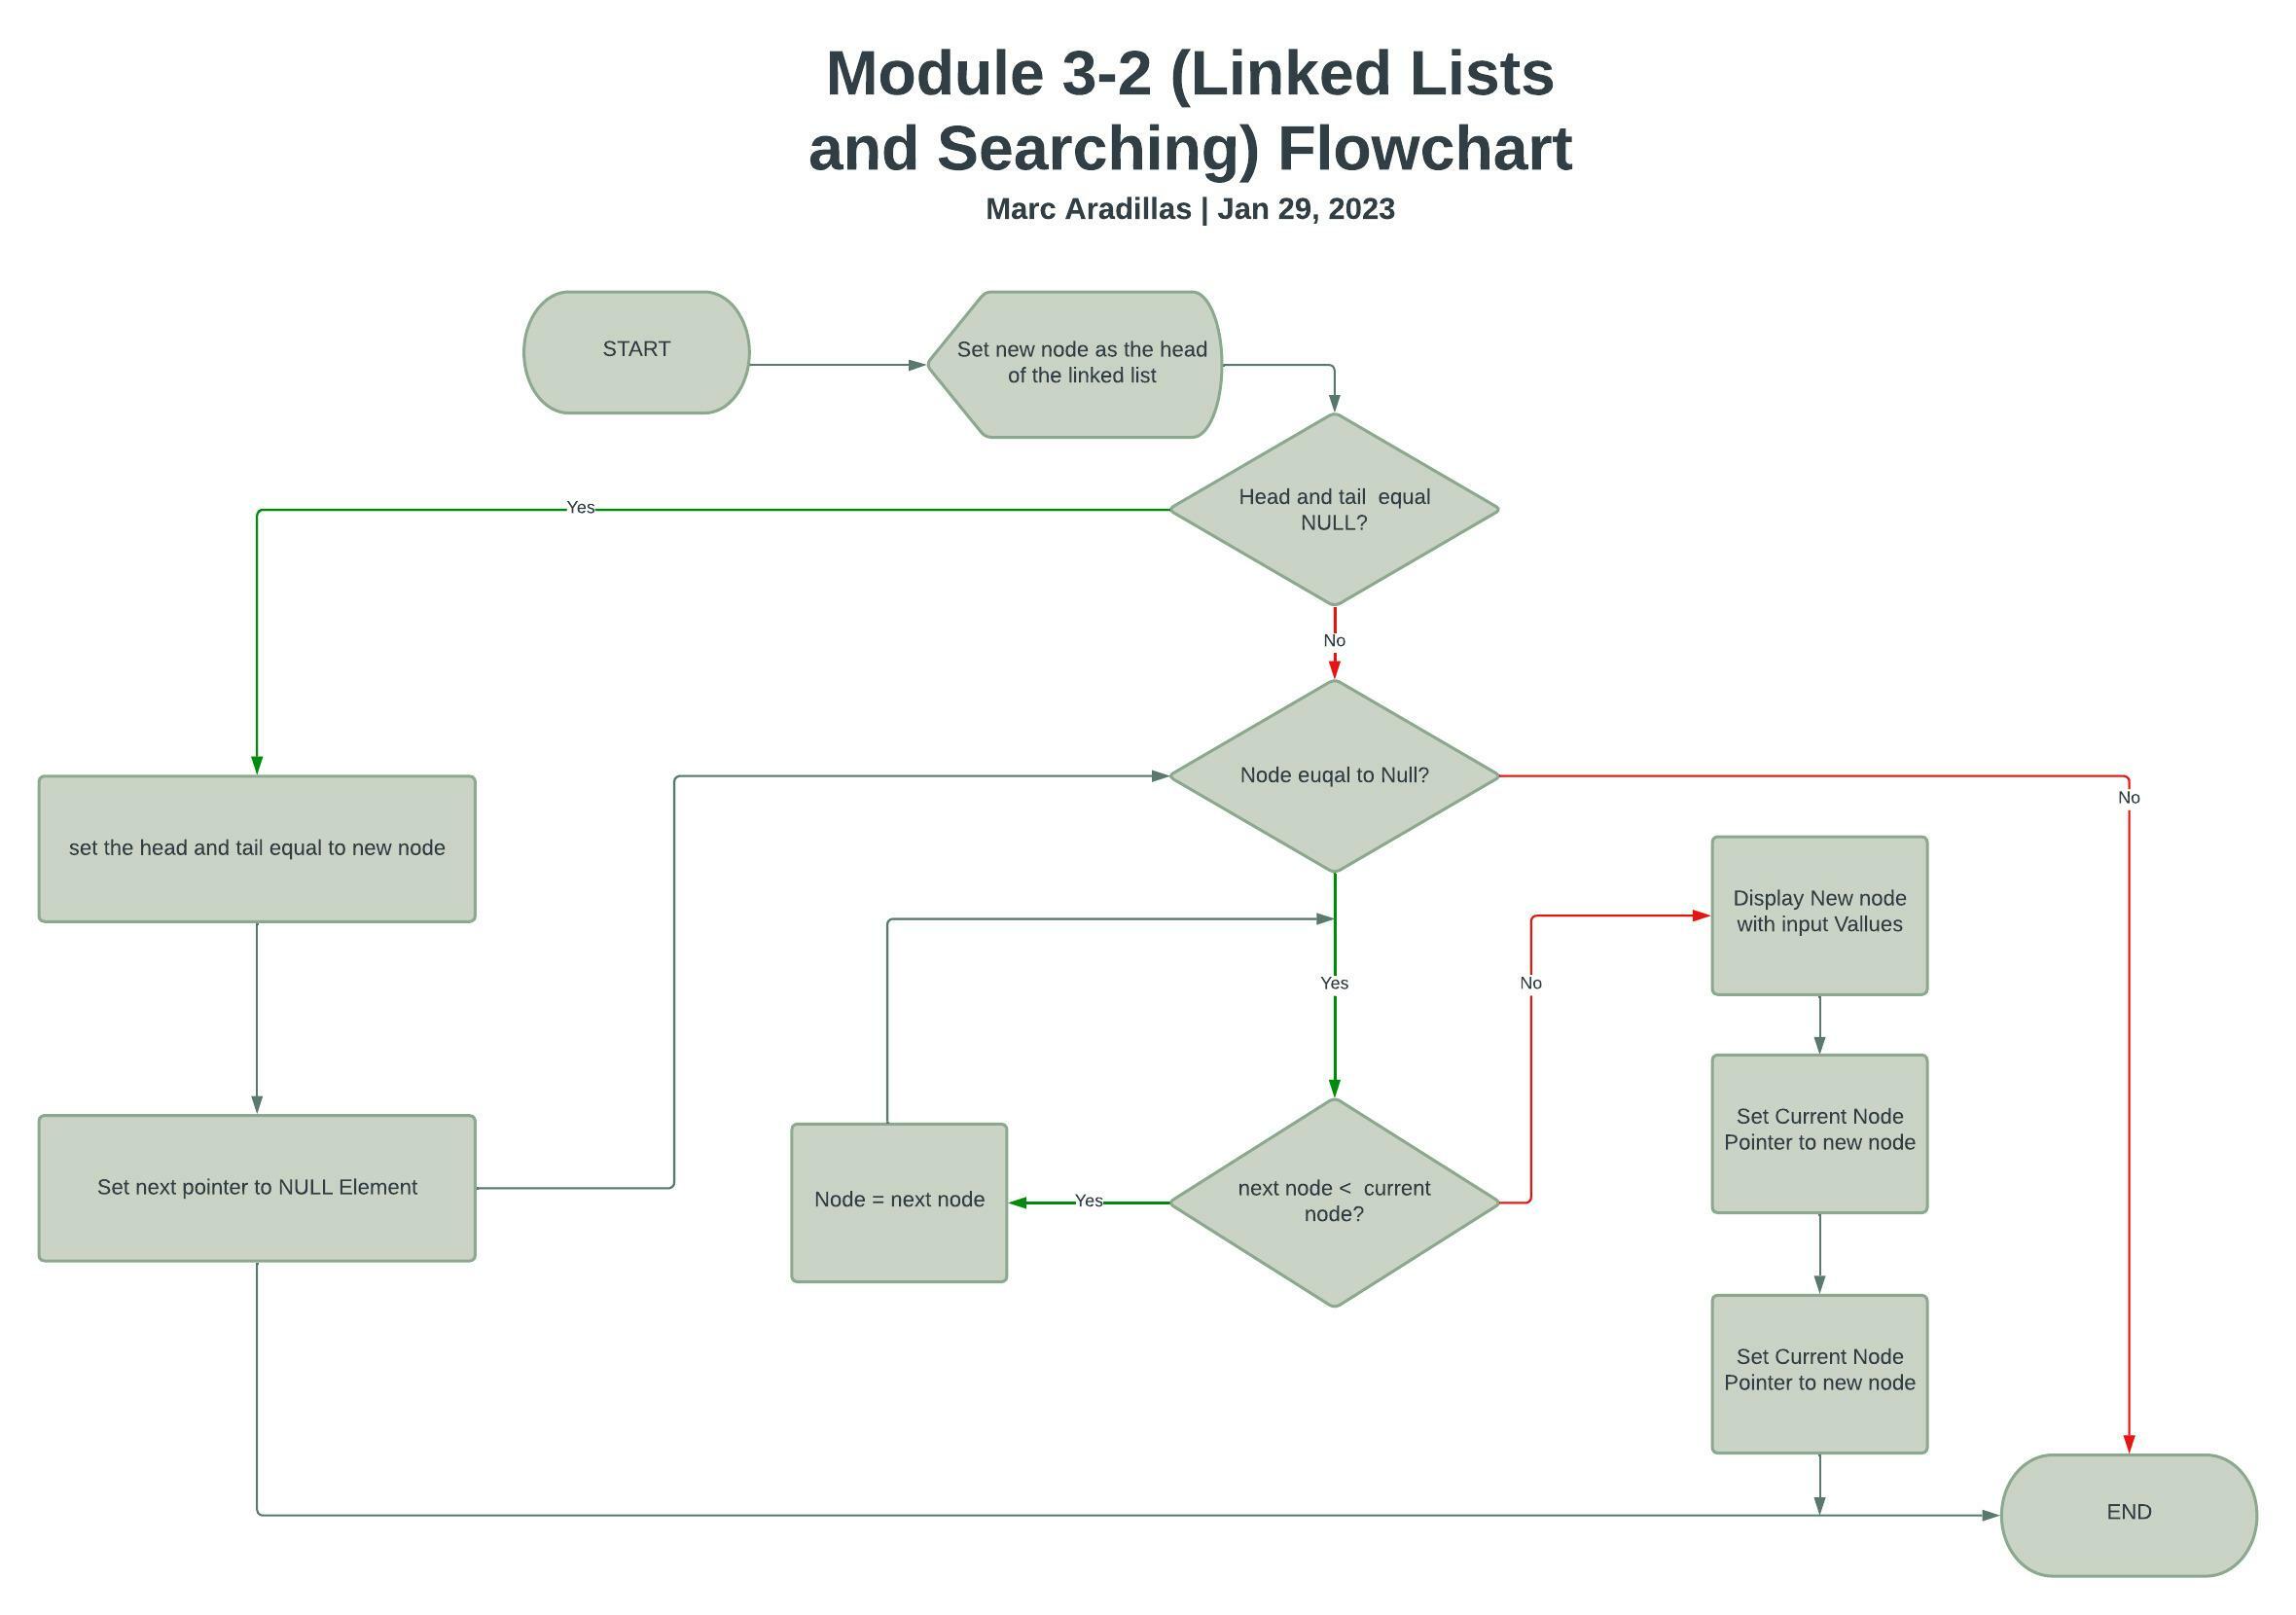 Module 3-2 (Linked Lists
and Searching) Flowchart
Marc Aradillas | Jan 29, 2023
START
Set new node as the head
of the linked list
Head and tail  equal
NULL?
Yes
No
Node euqal to Null?
No
set the head and tail equal to new node
Display New node
with input Vallues
Yes
No
Set Current Node
Pointer to new node
Set next pointer to NULL Element
Node = next node
Yes
next node <  current
node?
Set Current Node
Pointer to new node
END